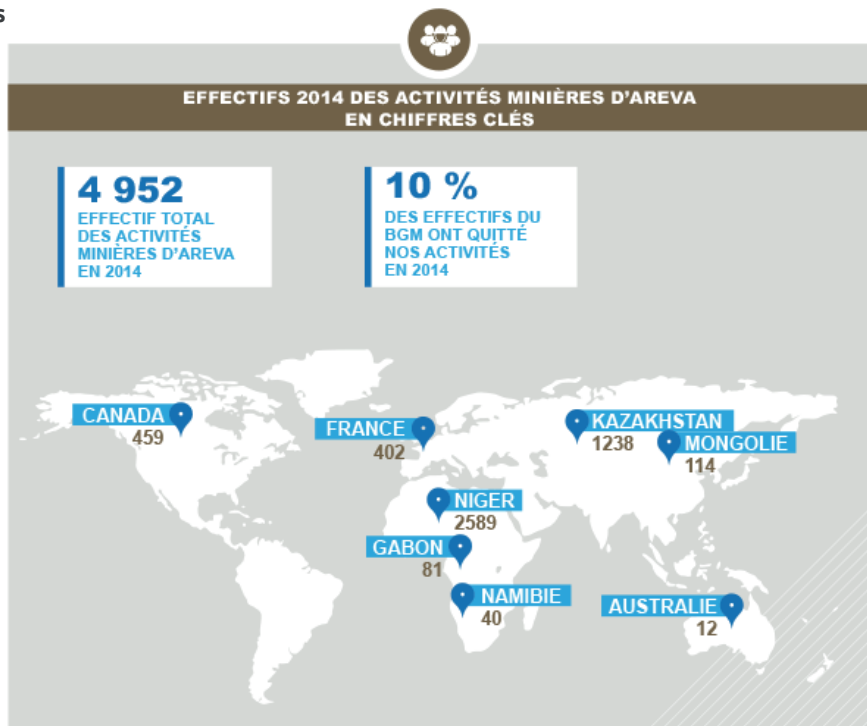 s
EFFECTIFS 2014 DES ACTIVITÉS MINIÈRES D'AREVA
EN CHIFFRES CLÉS
4 952
EFFECTIF TOTAL
DES ACTIVITÉS
MINIÈRES D'AREVA
EN 2014
10 %
DES EFFECTIFS DU
BGM ONT QUITTÉ
NOS ACTIVITÉS
EN 2014
CANADA
459
FRANCE
402
KAZAKHSTAN
1238
MONGOLIE
114
NIGER
2589
GABON
81
NAMIBIE
40
AUSTRALIE
12